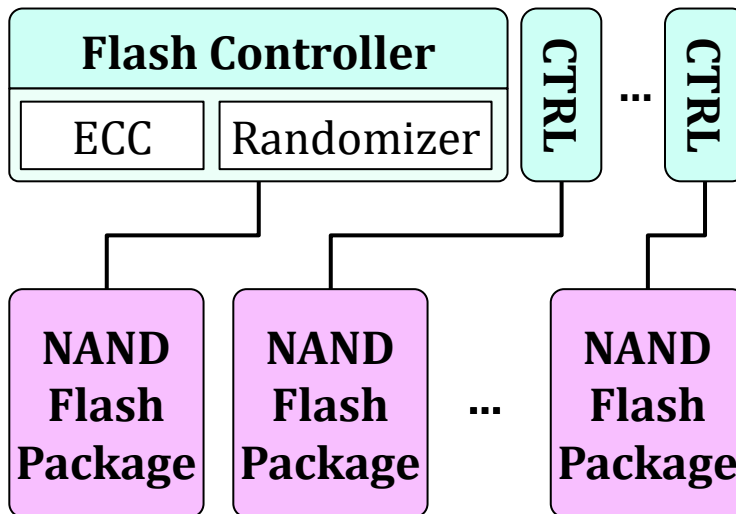 Flash Controller
ECC
Randomizer
CTRL
...
CTRL
NAND
Flash
Package
NAND
Flash
Package
...
NAND
Flash
Package